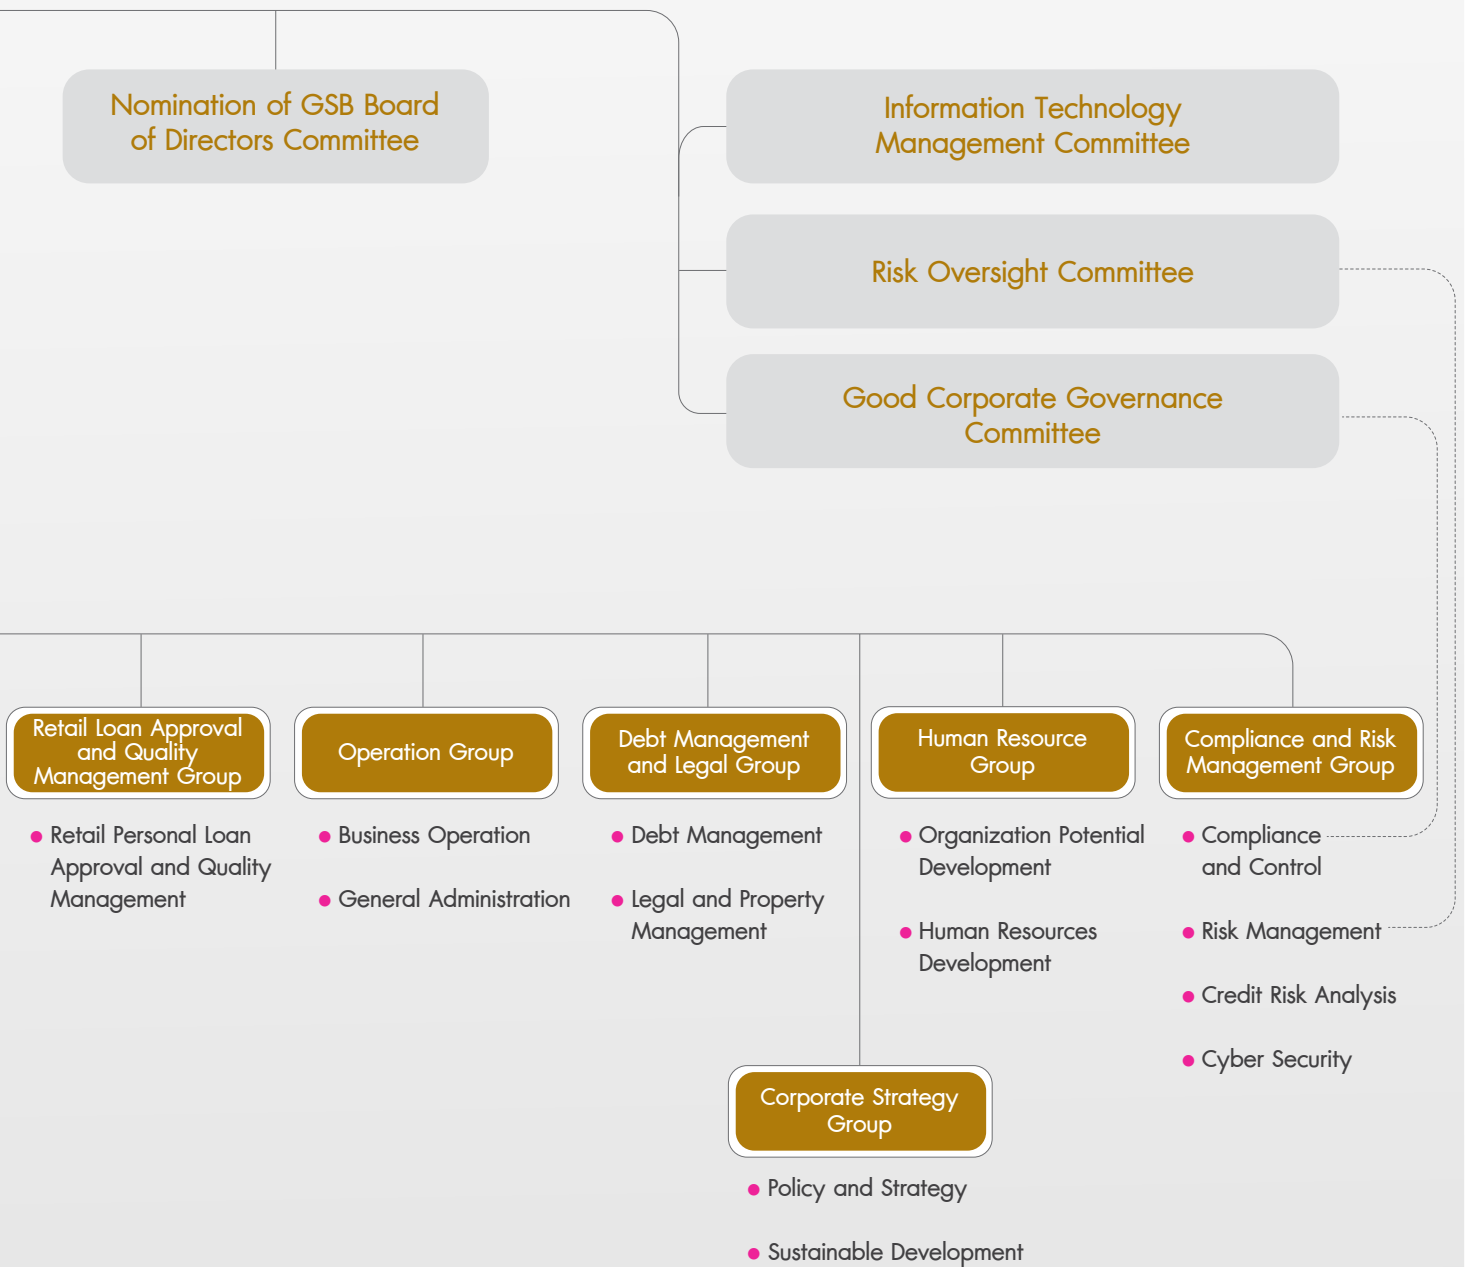 Nomination of GSB Board
of Directors Committee
Information Technology
Management Committee
Risk Oversight Committee
Good Corporate Governance
Committee
Retail Loan Approval
and Quality
Management Group
• Retail Personal Loan
Approval and Quality
Management
Operation Group
• Business Operation
• General Administration
Debt Management
and Legal Group
• Debt Management
• Legal and Property
Management
Human Resource
Group
• Organization Potential
Development
• Human Resources
Development
Compliance and Risk
Management Group
• Compliance
and Control
• Risk Management
• Credit Risk Analysis
• Cyber Security
Corporate Strategy
Group
• Policy and Strategy
• Sustainable Development